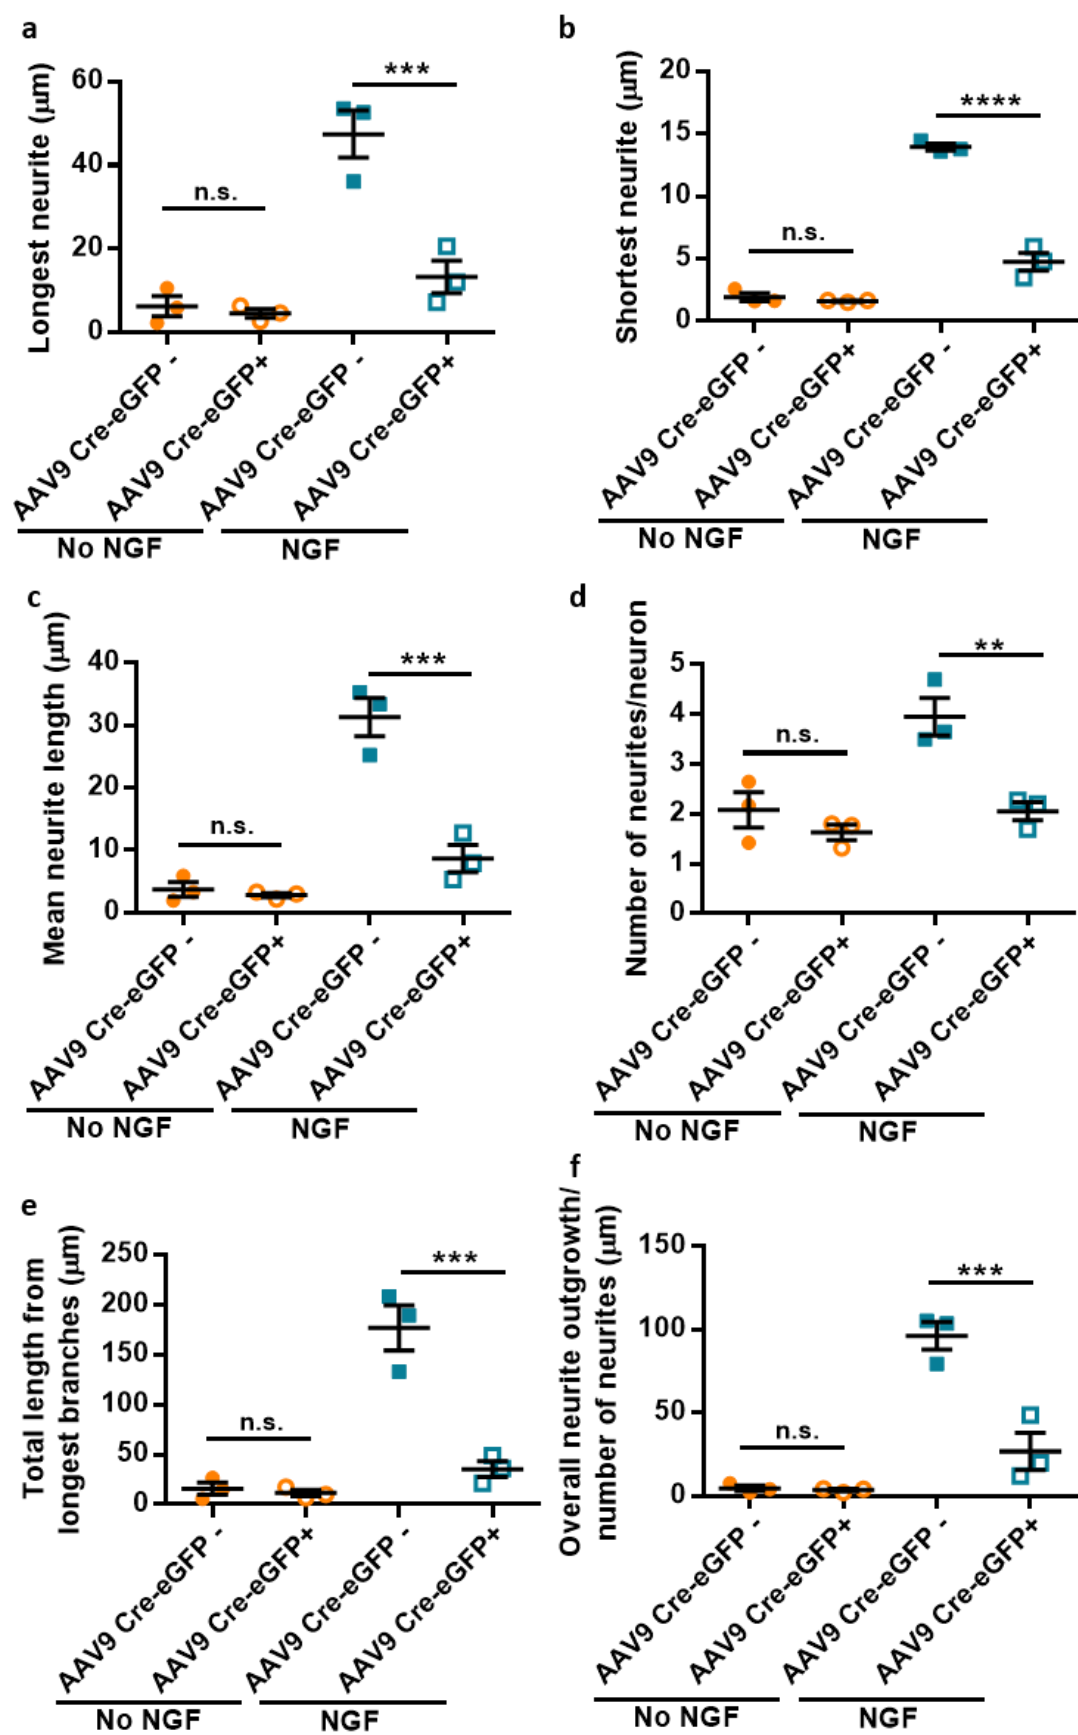 a
Longest neurite (μm)
60
40
20
0
n.s.
***
AAV9 Cre-eGFP -
AAV9 Cre-eGFP+
AAV9 Cre-eGFP -
AAV9 Cre-eGFP+
No NGF
NGF
b
Shortest neurite (μm)
20
15
10
5
0
n.s.
****
AAV9 Cre-eGFP -
AAV9 Cre-eGFP+
AAV9 Cre-eGFP -
AAV9 Cre-eGFP+
No NGF
NGF
c
Mean neurite length (μm)
40
30
20
10
0
n.s.
***
AAV9 Cre-eGFP -
AAV9 Cre-eGFP+
AAV9 Cre-eGFP -
AAV9 Cre-eGFP+
No NGF
NGF
d
Number of neurites/neuron
5
4
3
2
1
0
n.s.
**
AAV9 Cre-eGFP -
AAV9 Cre-eGFP+
AAV9 Cre-eGFP -
AAV9 Cre-eGFP+
No NGF
NGF
e
Total length from
longest branches (μm)
250
200
150
100
50
0
n.s.
***
AAV9 Cre-eGFP -
AAV9 Cre-eGFP+
AAV9 Cre-eGFP -
AAV9 Cre-eGFP+
No NGF
NGF
f
Overall neurite outgrowth/
number of neurites (μm)
150
100
50
0
n.s.
***
AAV9 Cre-eGFP -
AAV9 Cre-eGFP+
AAV9 Cre-eGFP -
AAV9 Cre-eGFP+
No NGF
NGF